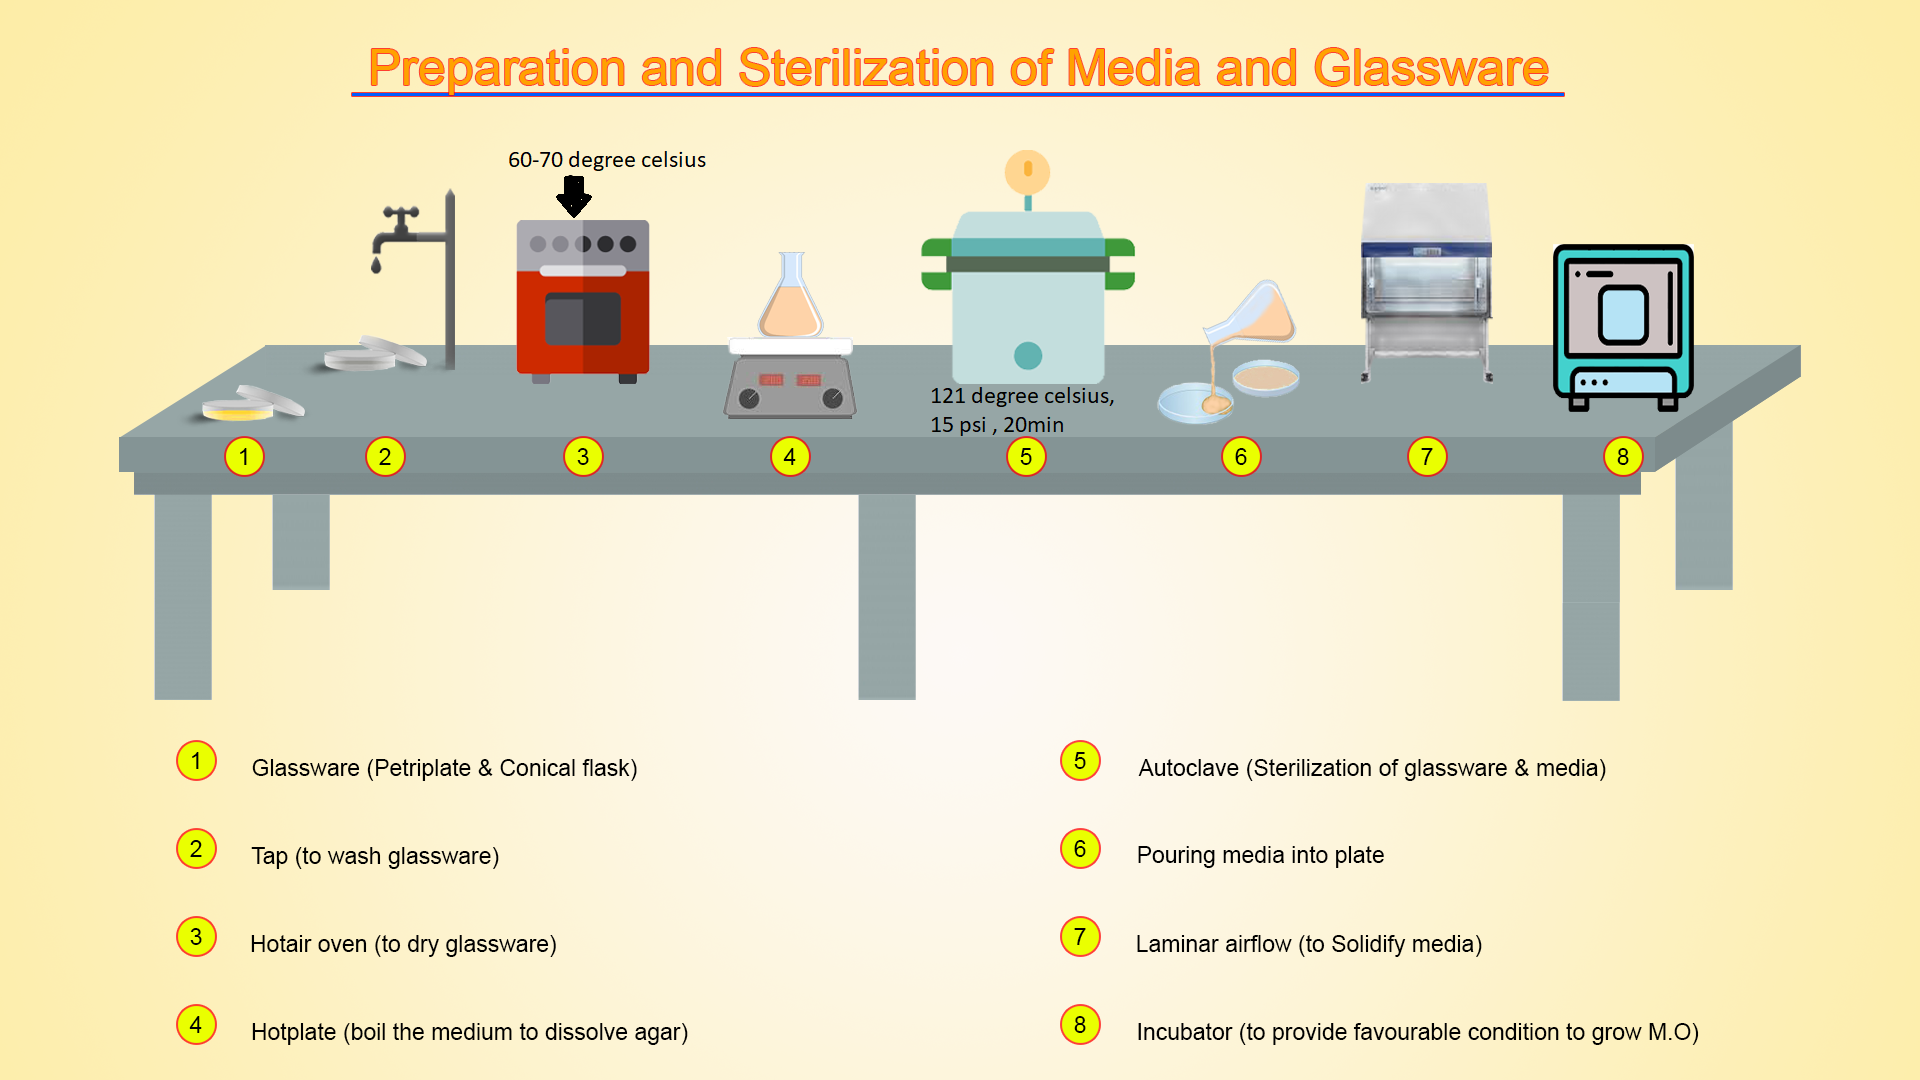 Preparation and Sterilization of Media and Glassware
60-70 degree celsius
121 degree celsius,
15 psi , 20min
1
2
3
4
5
6
7
8
1 Glassware (Petriplate & Conical flask)
2 Tap (to wash glassware)
3 Hotair oven (to dry glassware)
4 Hotplate (boil the medium to dissolve agar)
5 Autoclave (Sterilization of glassware & media)
6 Pouring media into plate
7 Laminar airflow (to Solidify media)
8 Incubator (to provide favourable condition to grow M.O)